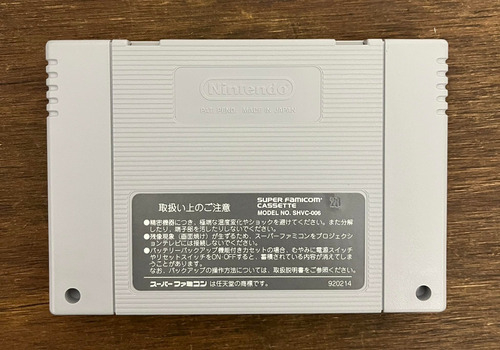 Nintendo
PAT. PEND. MADE IN JAPAN
取扱い上のご注意
SUPER FAMICOM
CASSETTE
MODEL NO. SHVC-006
●精密機器につき、極端な温度変化やショックを避けてください。また分解
したり、端子部を汚したりしないでください。
●残像現象（画面焼け）が生ずるため、スーパーファミコンをプロジェクシ
ョンテレビには接続しないでください。
●バッテリーバックアップ機能付きカセットの場合、むやみに電源スイッチ
やリセットスイッチをON-OFFすると、蓄積されている内容が消えてしま
うことがあります。
なお、バックアップの操作方法については、取扱説明書をご参照ください。
スーパーファミコンは任天堂の商標です。
920214